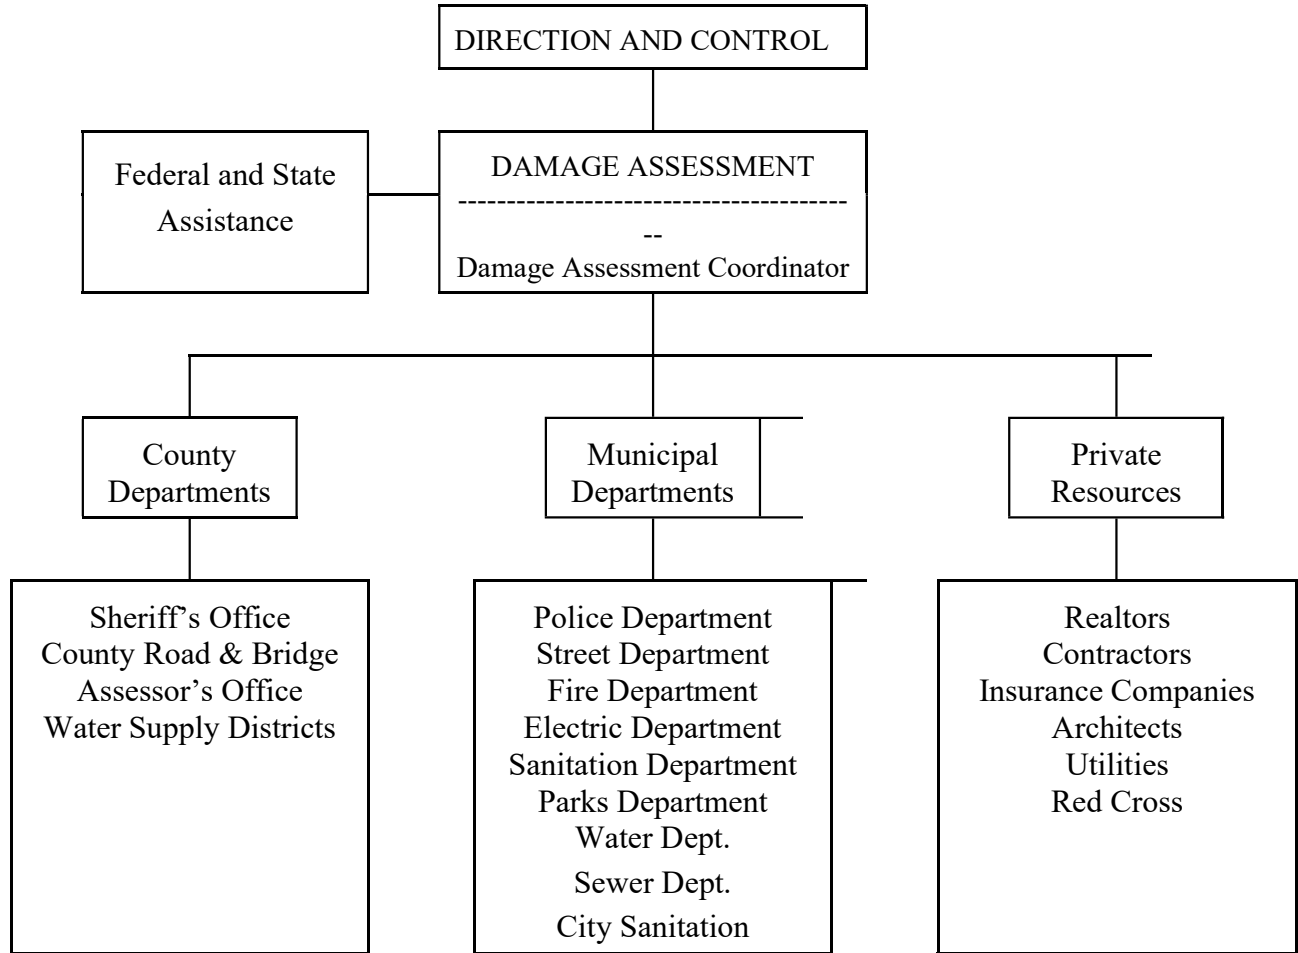 DIRECTION AND CONTROL
Federal and State
Assistance
DAMAGE ASSESSMENT
----------------------------------------
--
Damage Assessment Coordinator
County
Departments
Municipal
Departments
Private
Resources
Sheriff’s Office
County Road & Bridge
Assessor’s Office
Water Supply Districts
Police Department
Street Department
Fire Department
Electric Department
Sanitation Department
Parks Department
Water Dept.
Sewer Dept.
City Sanitation
Realtors
Contractors
Insurance Companies
Architects
Utilities
Red Cross